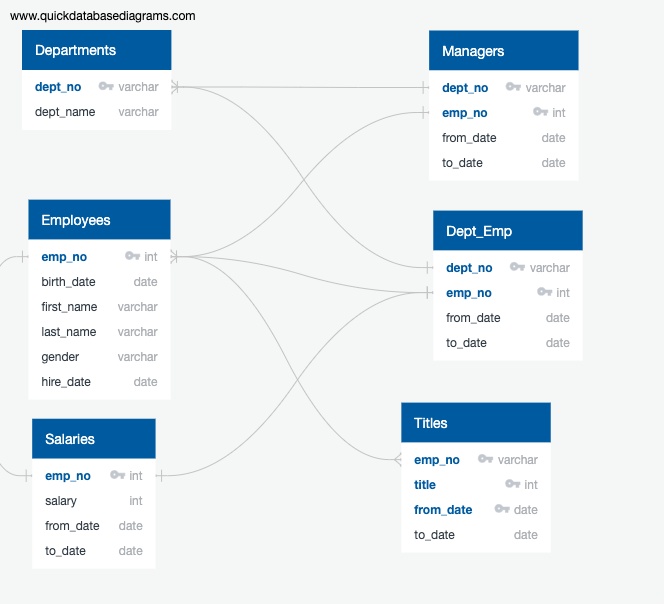 www.quickdatabasediagrams.com
Departments
dept_no varchar
dept_name varchar
Managers
dept_no varchar
emp_no int
from_date date
to_date date
Employees
emp_no int
birth_date date
first_name varchar
last_name varchar
gender varchar
hire_date date
Dept_Emp
dept_no varchar
emp_no int
from_date date
to_date date
Salaries
emp_no int
salary int
from_date date
to_date date
Titles
emp_no varchar
title int
from_date date
to_date date